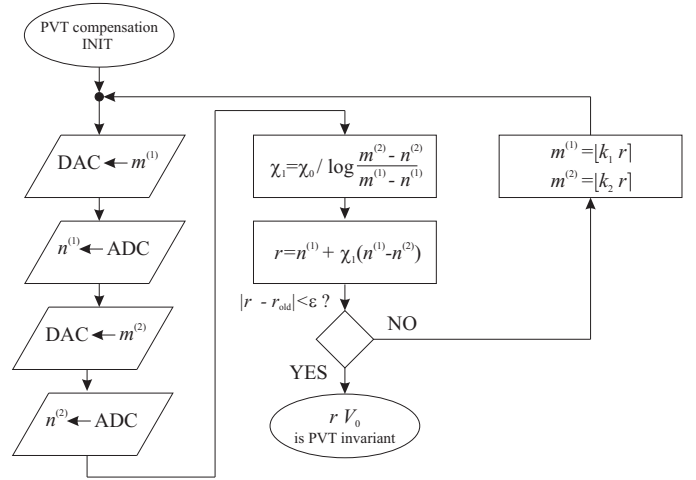 PVT compensation
INIT
DAC ← m⁽¹⁾
n⁽¹⁾ ← ADC
DAC ← m⁽²⁾
n⁽²⁾ ← ADC
χ₁=χ₀ / log (m⁽²⁾ - n⁽²⁾)/(m⁽¹⁾ - n⁽¹⁾)
r=n⁽¹⁾ + χ₁(n⁽¹⁾-n⁽²⁾)
|r - r_old|<ε ?
NO
YES
r V₀
is PVT invariant
m⁽¹⁾=⌊k₁ r⌉
m⁽²⁾=⌊k₂ r⌉